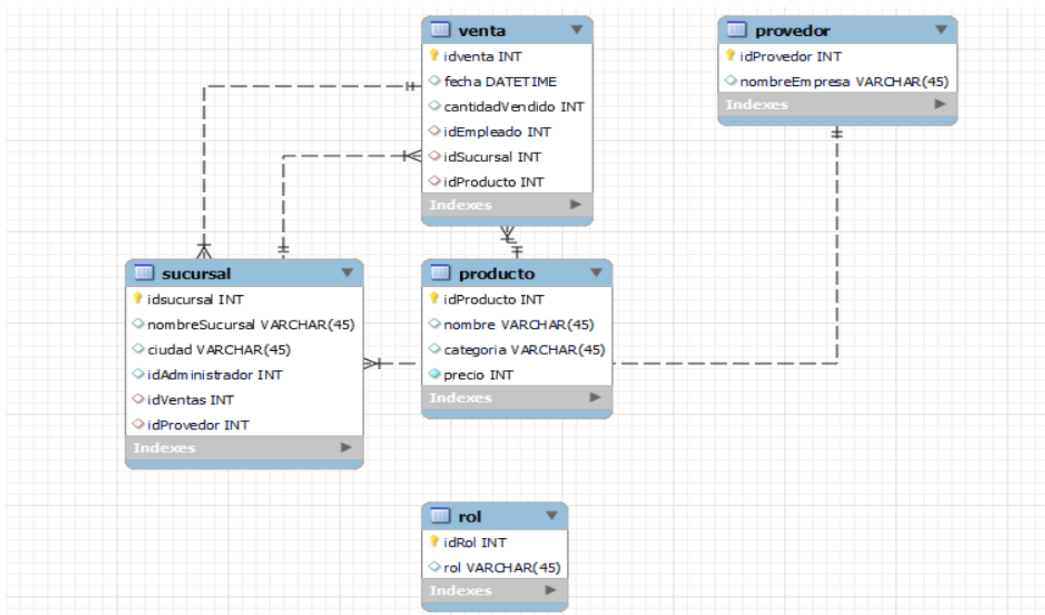 venta
idventa INT
fecha DATETIME
cantidadVendido INT
idEmpleado INT
idSucursal INT
idProducto INT
Indexes
provedor
idProvedor INT
nombreEmpresa VARCHAR(45)
Indexes
sucursal
idsucursal INT
nombreSucursal VARCHAR(45)
ciudad VARCHAR(45)
idAdministrador INT
idVentas INT
idProvedor INT
Indexes
producto
idProducto INT
nombre VARCHAR(45)
categoria VARCHAR(45)
precio INT
Indexes
rol
idRol INT
rol VARCHAR(45)
Indexes